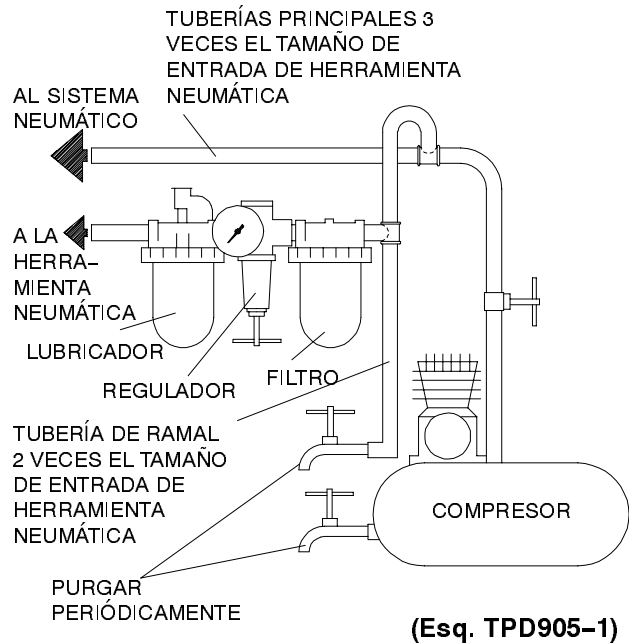 TUBERÍAS PRINCIPALES 3
VECES EL TAMAÑO DE
ENTRADA DE HERRAMIENTA
NEUMÁTICA
AL SISTEMA
NEUMÁTICO
A LA
HERRA–
MIENTA
NEUMÁTICA
LUBRICADOR
REGULADOR
FILTRO
TUBERÍA DE RAMAL
2 VECES EL TAMAÑO
DE ENTRADA DE
HERRAMIENTA
NEUMÁTICA
COMPRESOR
PURGAR
PERIÓDICAMENTE
(Esq. TPD905–1)